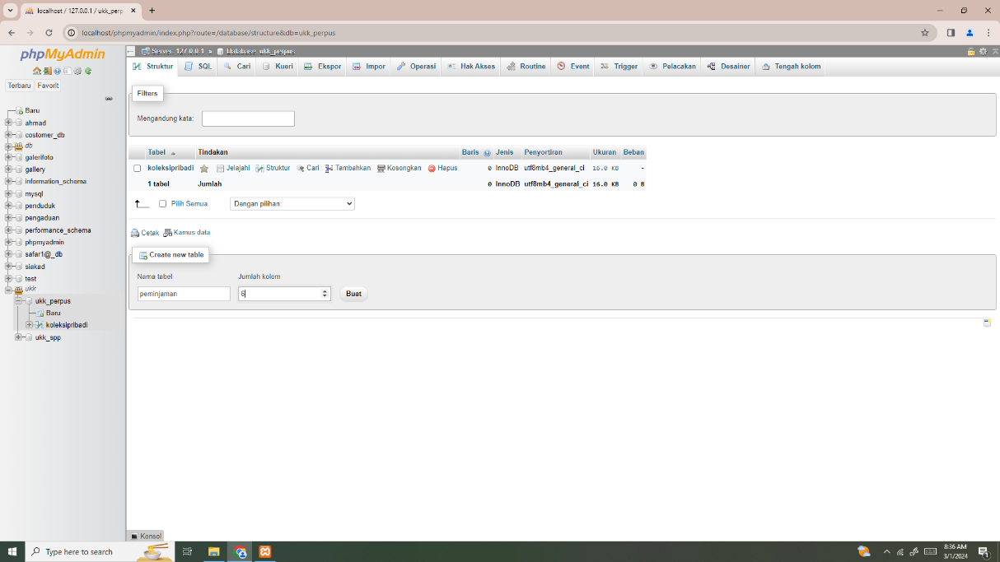 localhost / 127.0.0.1 / ukk_perp
localhost/phpmyadmin/index.php?route=/database/structure&db=ukk_perpus
phpMyAdmin
Terbaru Favorit
Baru
ahmad
costomer_db
db
galerifoto
gallery
information_schema
mysql
penduduk
pengaduan
performance_schema
phpmyadmin
safar1@_db
siakad
test
ukk
ukk_perpus
Baru
koleksipribadi
ukk_spp
Server: 127.0.0.1 » Database: ukk_perpus
Struktur SQL Cari Kueri Ekspor Impor Operasi Hak Akses Routine Event Trigger Pelacakan Desainer Tengah kolom
Filters
Mengandung kata:
Tabel Tindakan Baris Jenis Penyortiran Ukuran Beban
koleksipribadi Jelajahi Struktur Cari Tambahkan Kosongkan Hapus 0 InnoDB utf8mb4_general_ci 16.0 KB -
1 tabel Jumlah 0 InnoDB utf8mb4_general_ci 16.0 KB 0 B
Pilih Semua Dengan pilihan:
Cetak Kamus data
Create new table
Nama tabel Jumlah kolom
peminjaman 6 Buat
Konsol
Type here to search
8:36 AM
3/1/2024
1